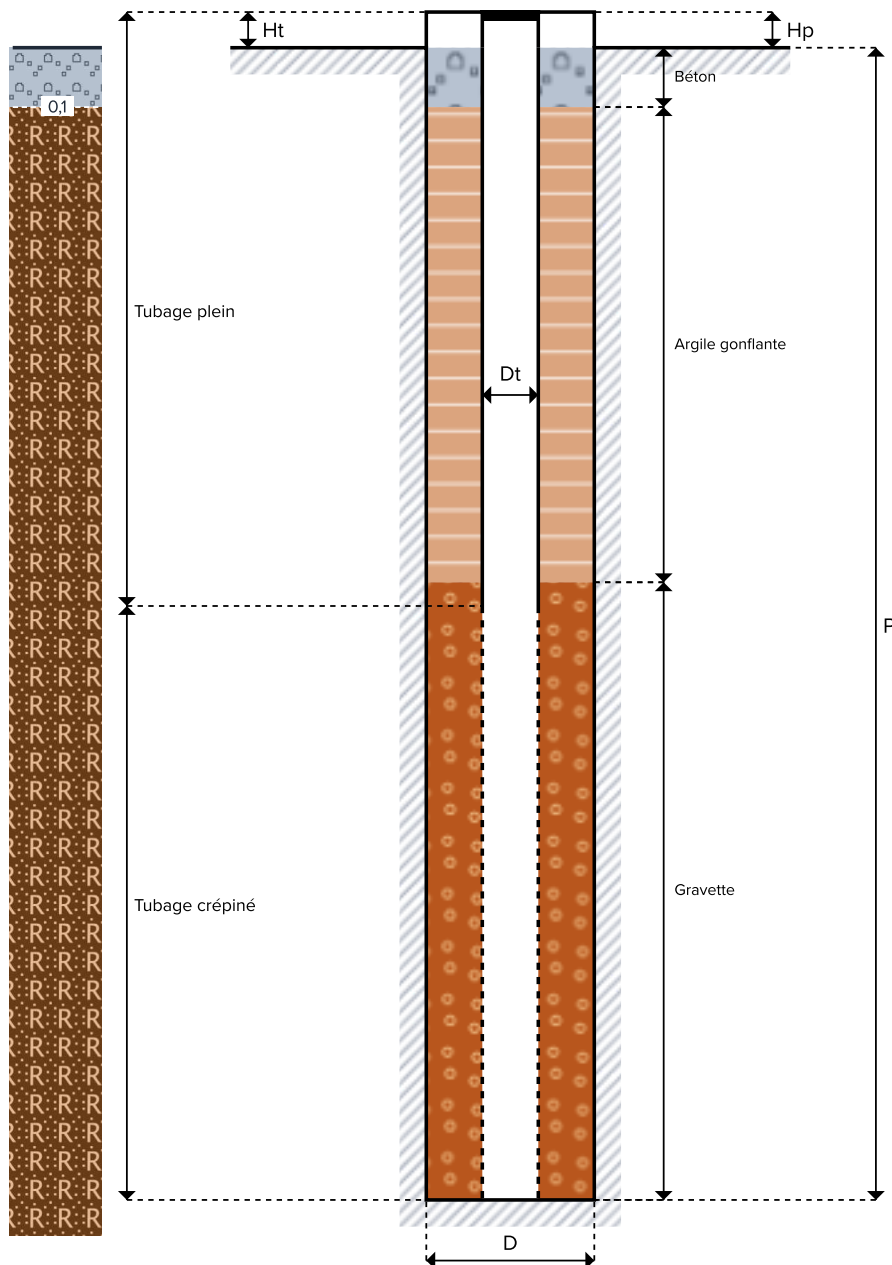 Ht
Hp
Béton
0,1
Tubage plein
Argile gonflante
Dt
P
Tubage crépiné
Gravette
D